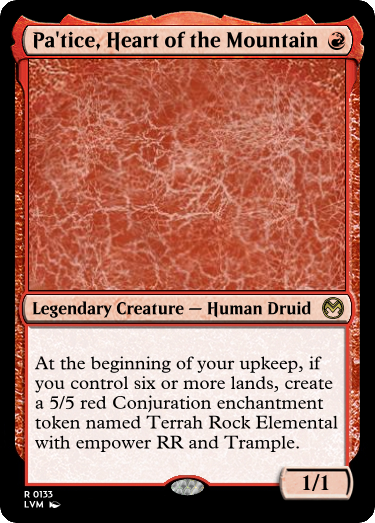 Pa'tice, Heart of the Mountain
Legendary Creature — Human Druid
At the beginning of your upkeep, if
you control six or more lands, create
a 5/5 red Conjuration enchantment
token named Terrah Rock Elemental
with empower RR and Trample.
1/1
R 0133
LVM